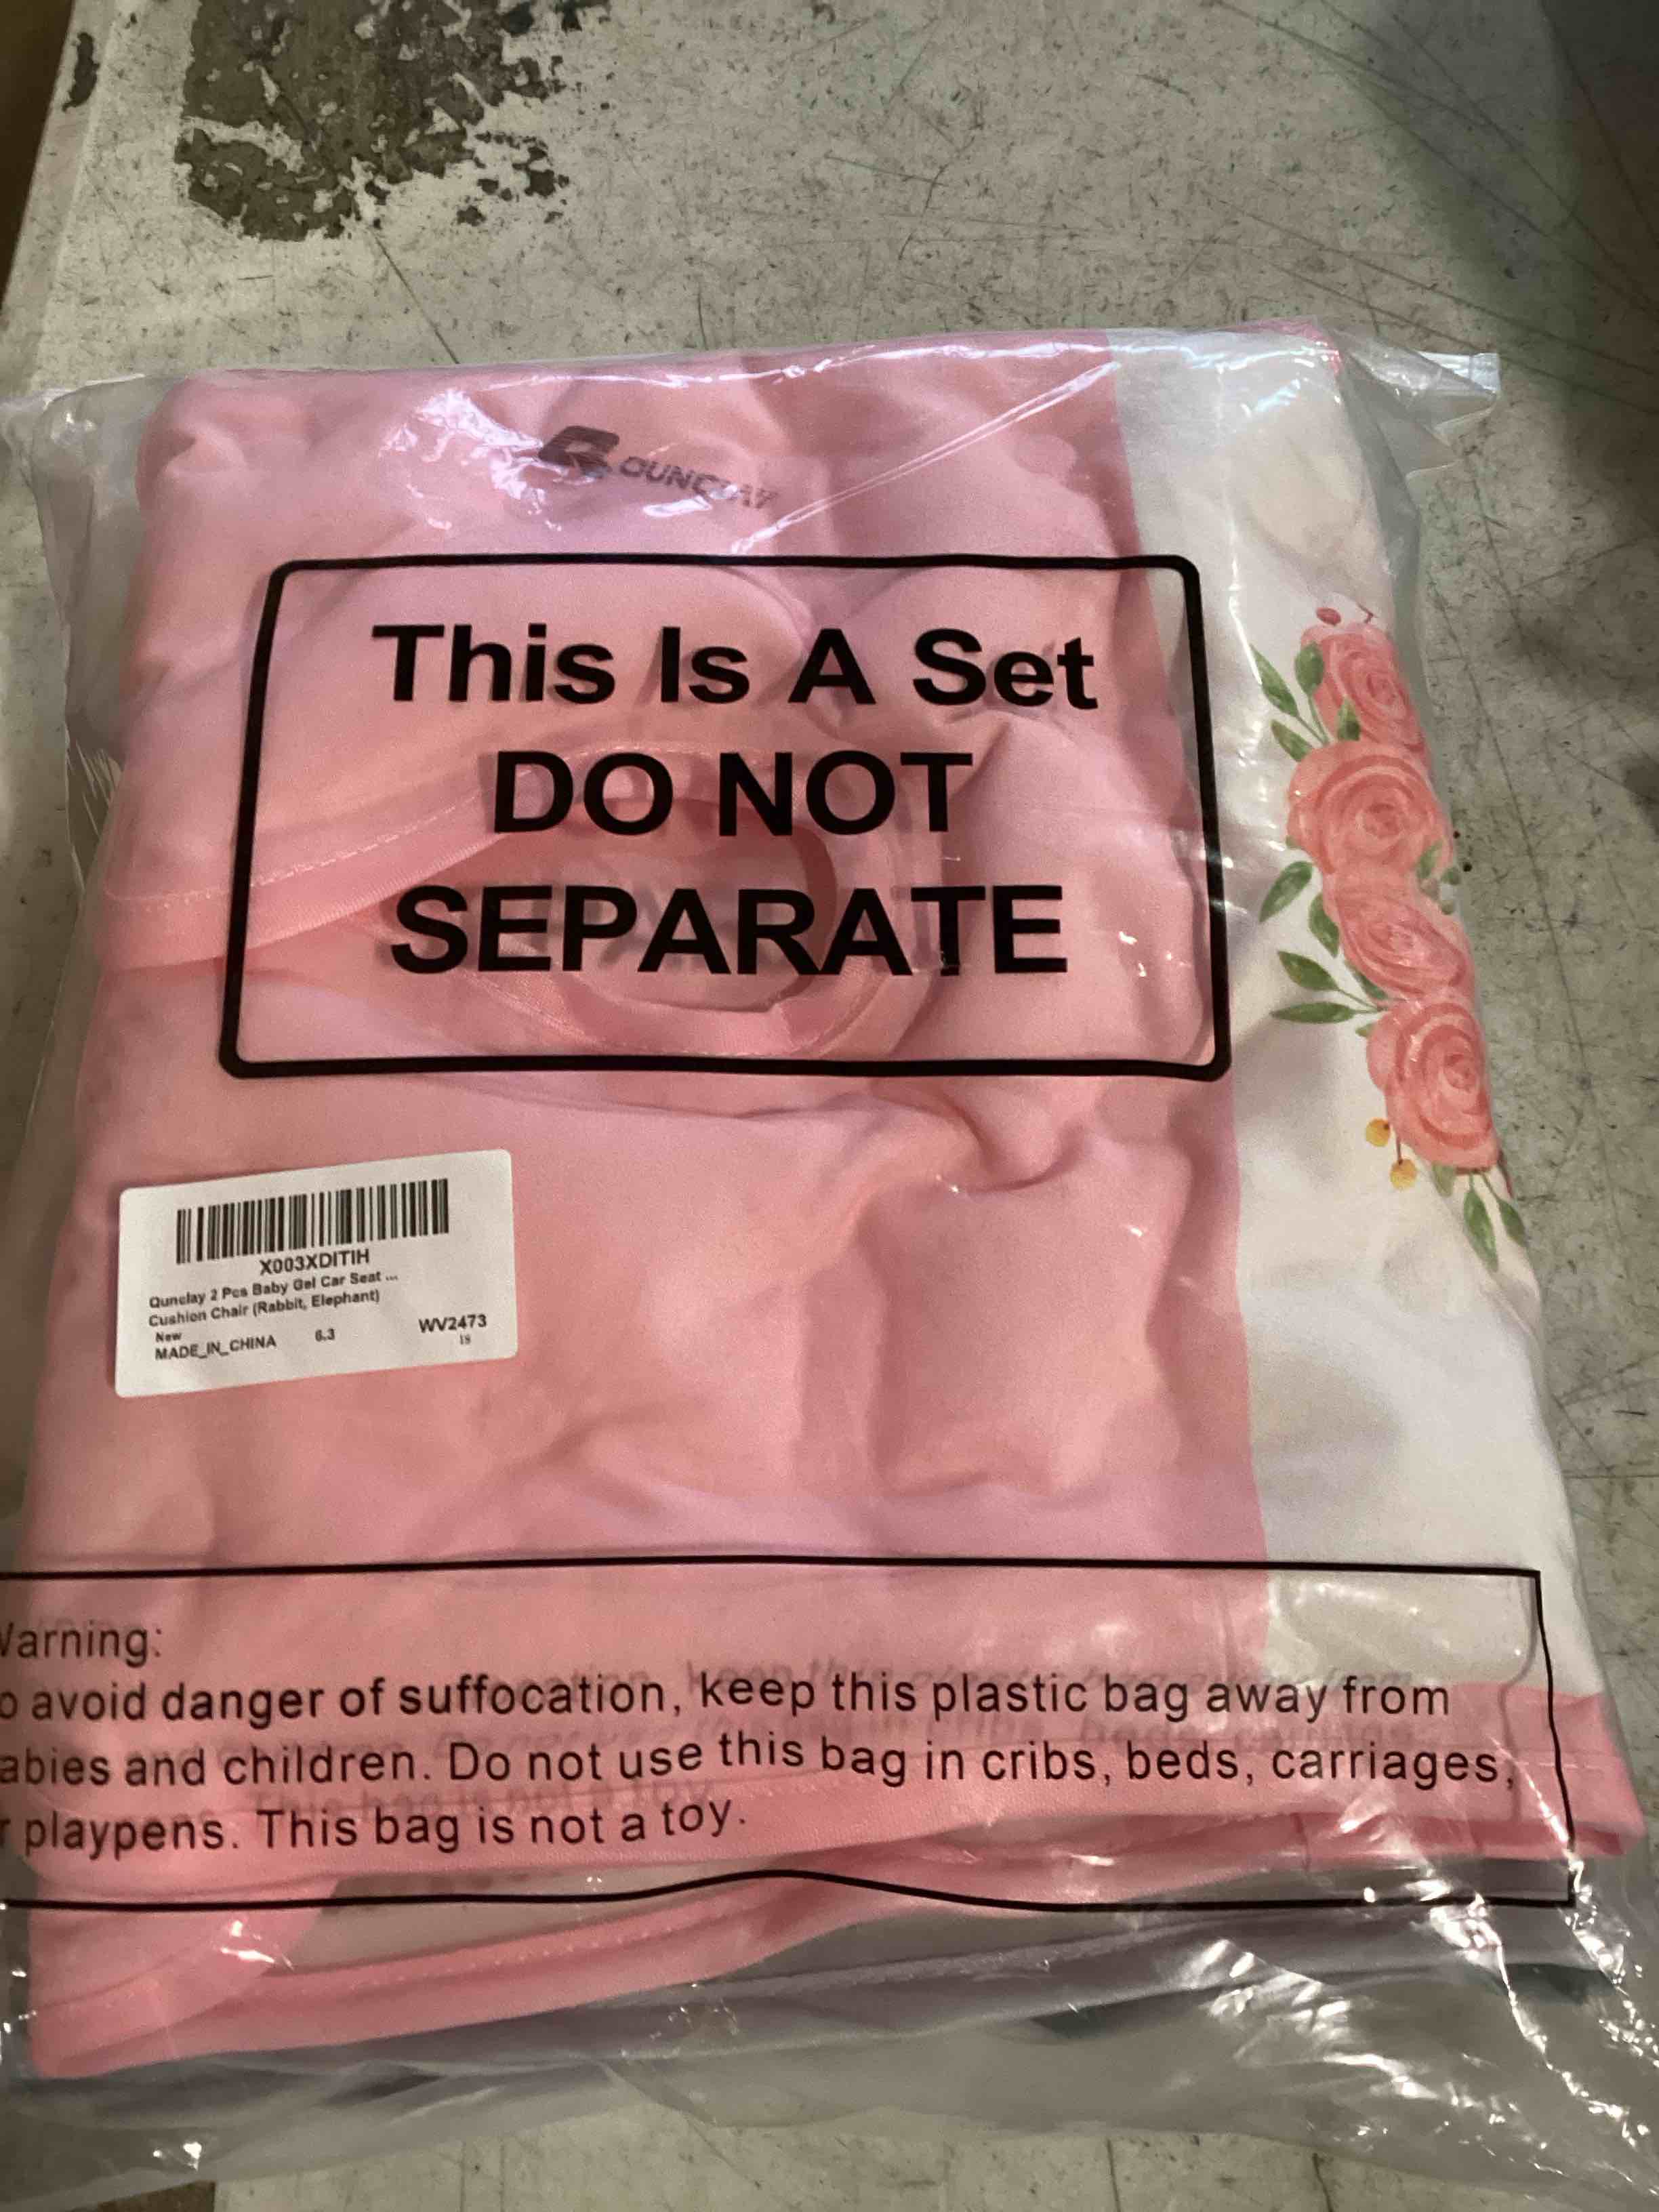 QUNCLAY
This Is A Set
DO NOT
SEPARATE
X003XDITIH
Qunclay 2 Pcs Baby Gel Car Seat ...
Cushion Chair (Rabbit, Elephant)
New
MADE_IN_CHINA 6.3 WV2473
18
Warning:
o avoid danger of suffocation, keep this plastic bag away from
abies and children. Do not use this bag in cribs, beds, carriages,
r playpens. This bag is not a toy.